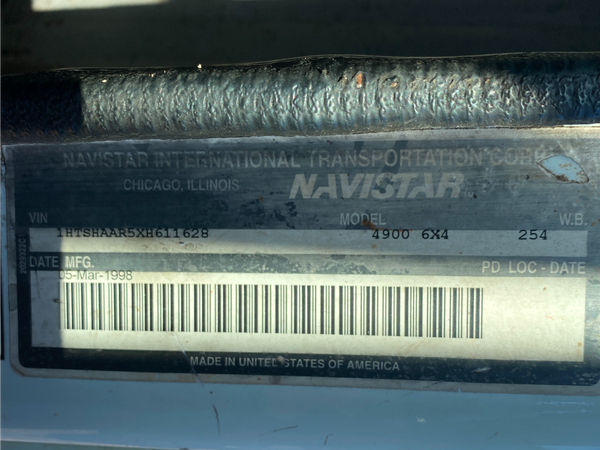 NAVISTAR INTERNATIONAL TRANSPORTATION CORP.
CHICAGO, ILLINOIS NAVISTAR
VIN MODEL W.B.
1HTSHAAR5XH611628 4900 6X4 254
DATE MFG. PD LOC - DATE
05-Mar-1998
MADE IN UNITED STATES OF AMERICA